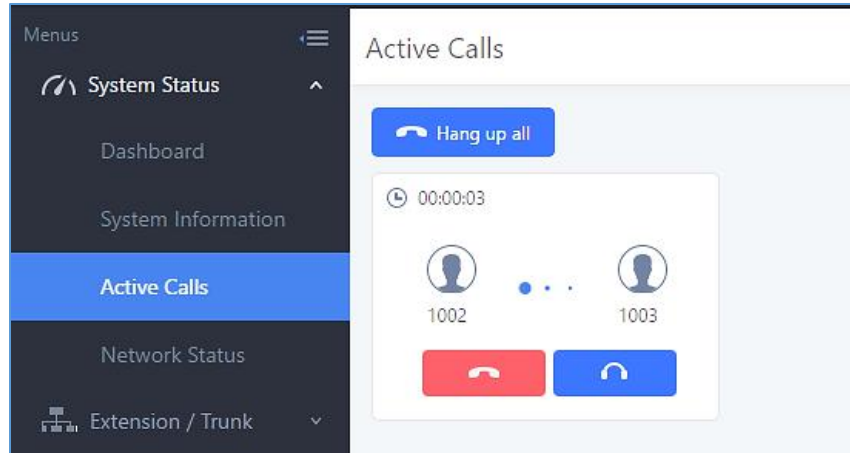 Menus
System Status
Dashboard
System Information
Active Calls
Network Status
Extension / Trunk
Active Calls
Hang up all
00:00:03
1002
1003